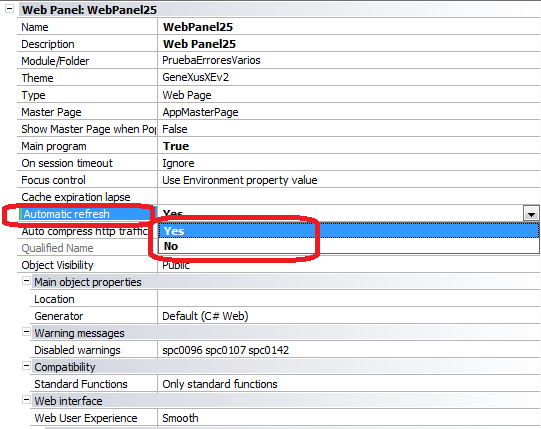 Web Panel: WebPanel25
Name WebPanel25
Description Web Panel25
Module/Folder PruebaErroresVarios
Theme GeneXusXEv2
Type Web Page
Master Page AppMasterPage
Show Master Page when Pop False
Main program True
On session timeout Ignore
Focus control Use Environment property value
Cache expiration lapse
Automatic refresh Yes
Auto compress http traffic Yes
Qualified Name No
Object Visibility Public
Main object properties
Location
Generator Default (C# Web)
Warning messages
Disabled warnings spc0096 spc0107 spc0142
Compatibility
Standard Functions Only standard functions
Web interface
Web User Experience Smooth